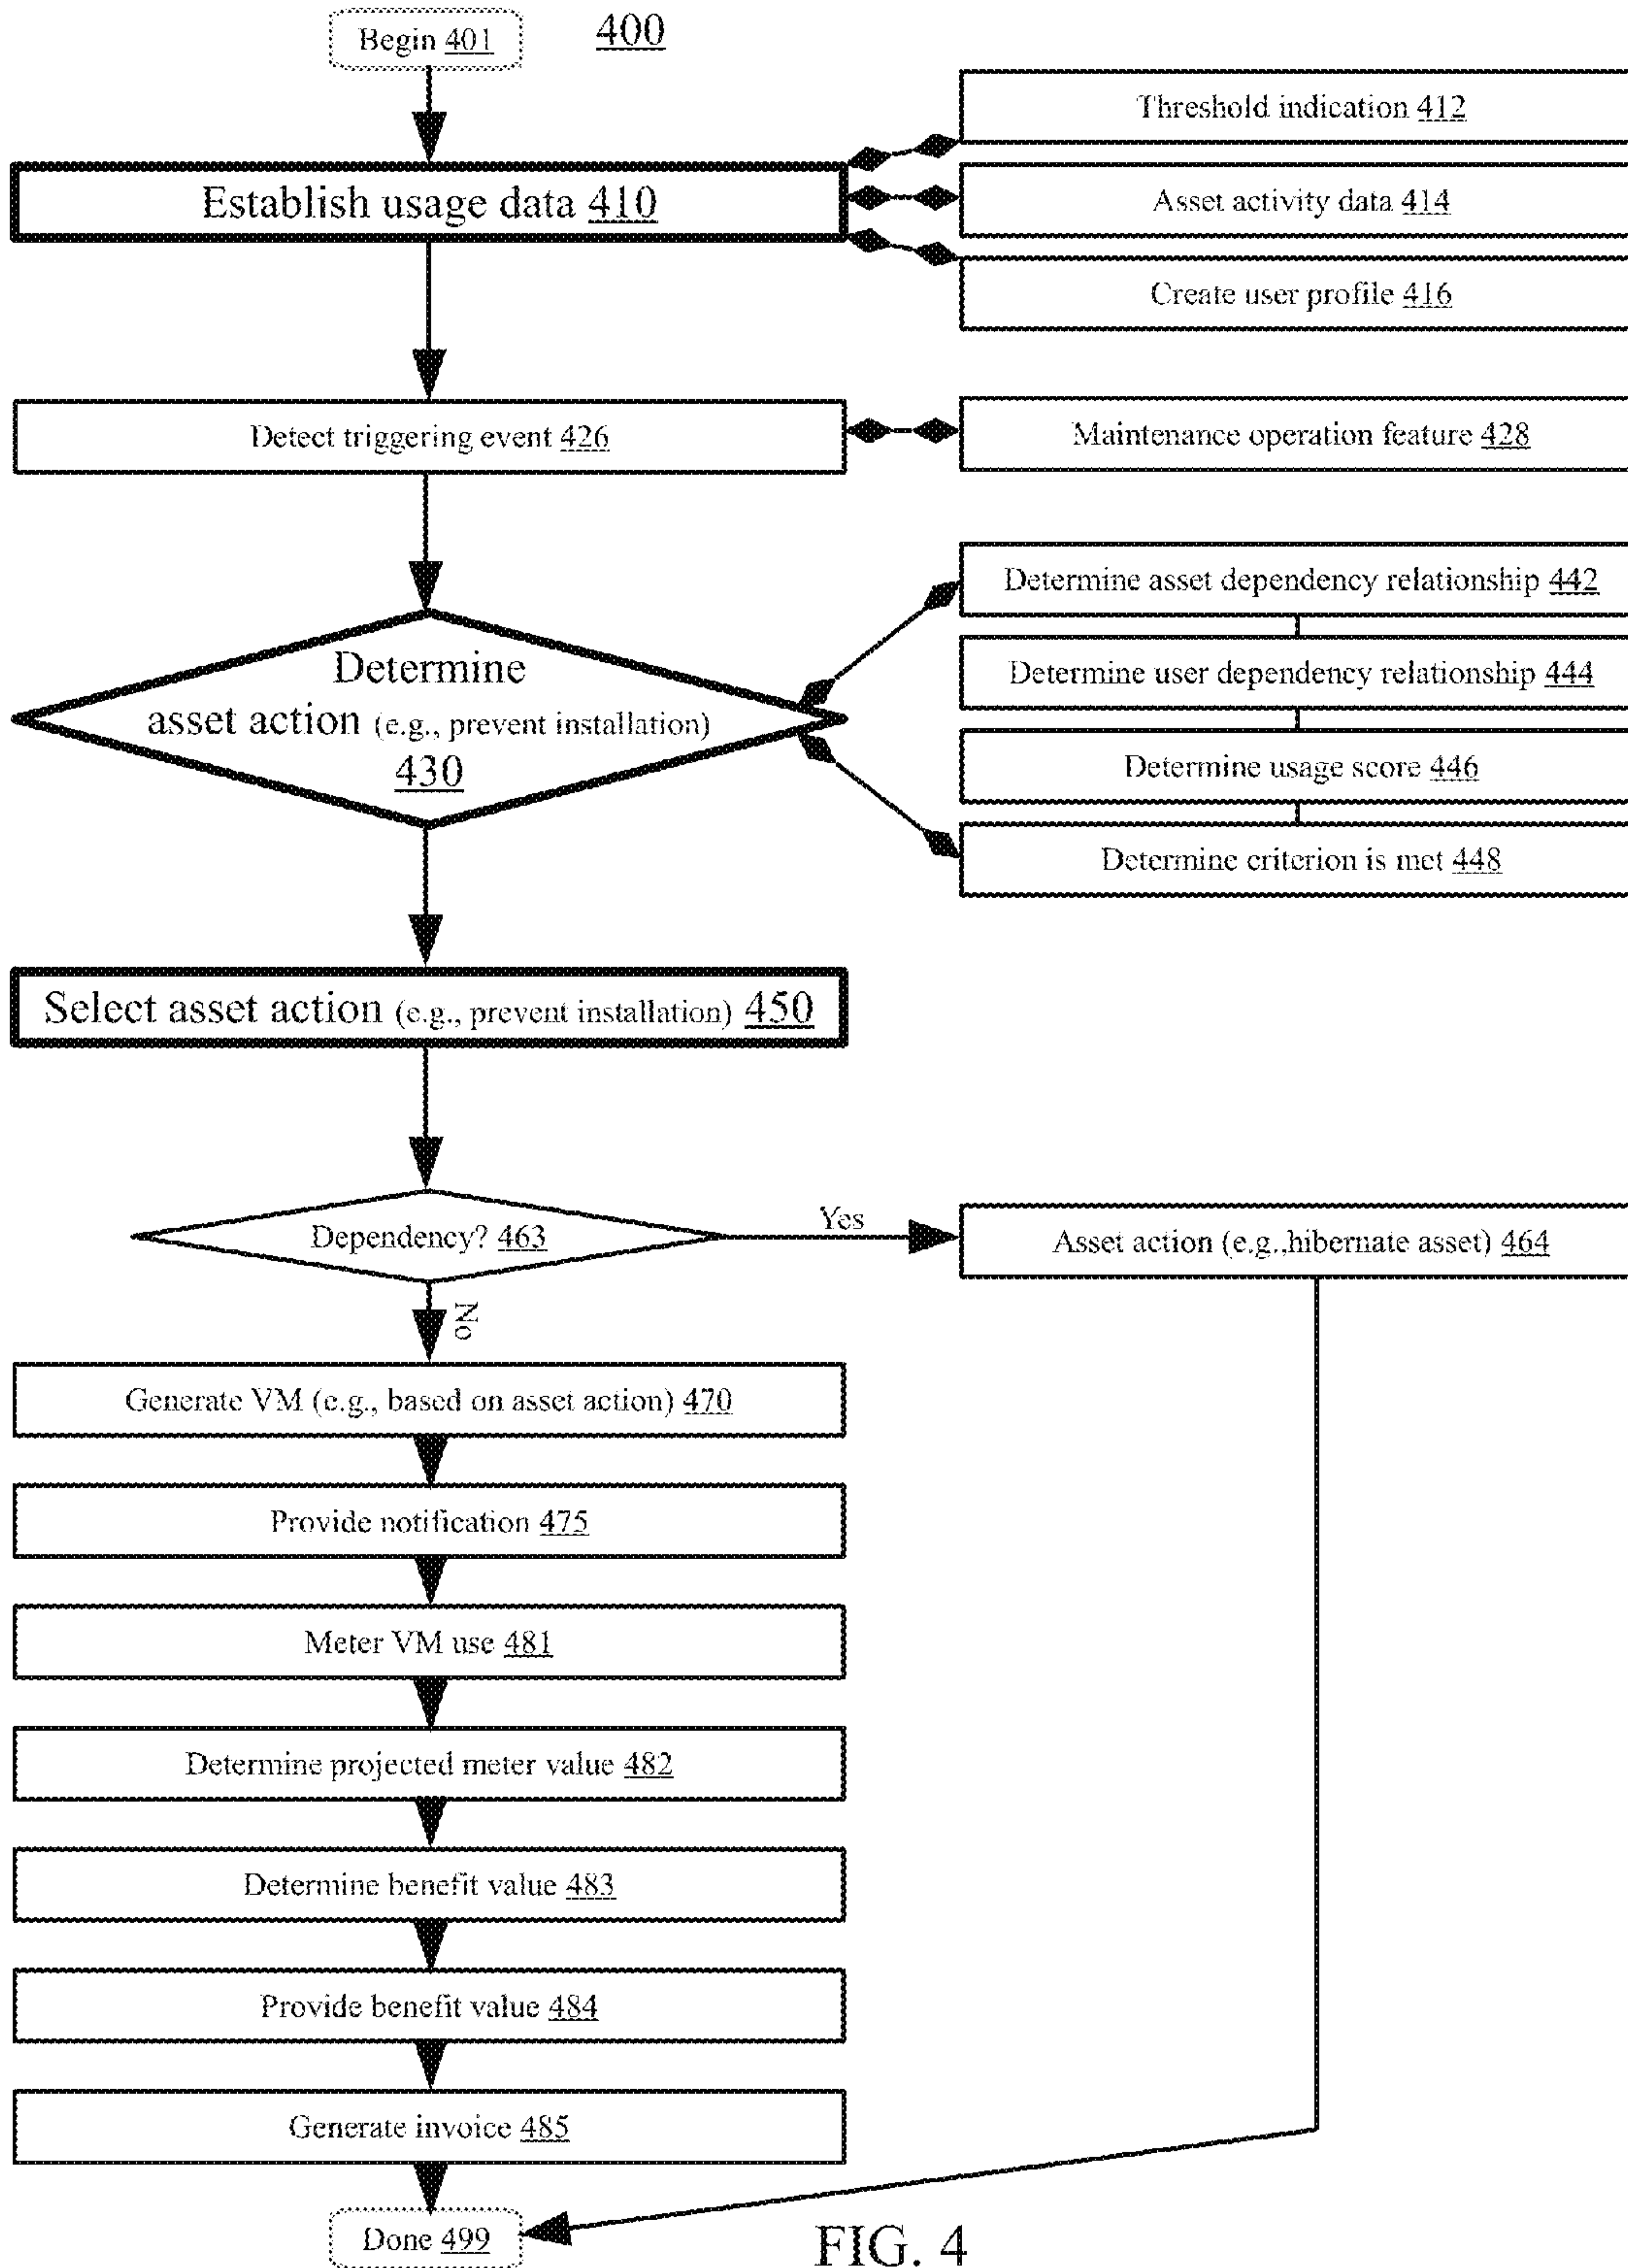 Begin 401
400
Threshold indication 412
Establish usage data 410
Asset activity data 414
Create user profile 416
Detect triggering event 426
Maintenance operation feature 428
Determine asset dependency relationship 442
Determine
asset action (e.g., prevent installation)
430
Determine user dependency relationship 444
Determine usage score 446
Determine criterion is met 448
Select asset action (e.g., prevent installation) 450
Dependency? 463
Yes
Asset action (e.g.,hibernate asset) 464
No
Generate VM (e.g., based on asset action) 470
Provide notification 475
Meter VM use 481
Determine projected meter value 482
Determine benefit value 483
Provide benefit value 484
Generate invoice 485
Done 499
FIG. 4